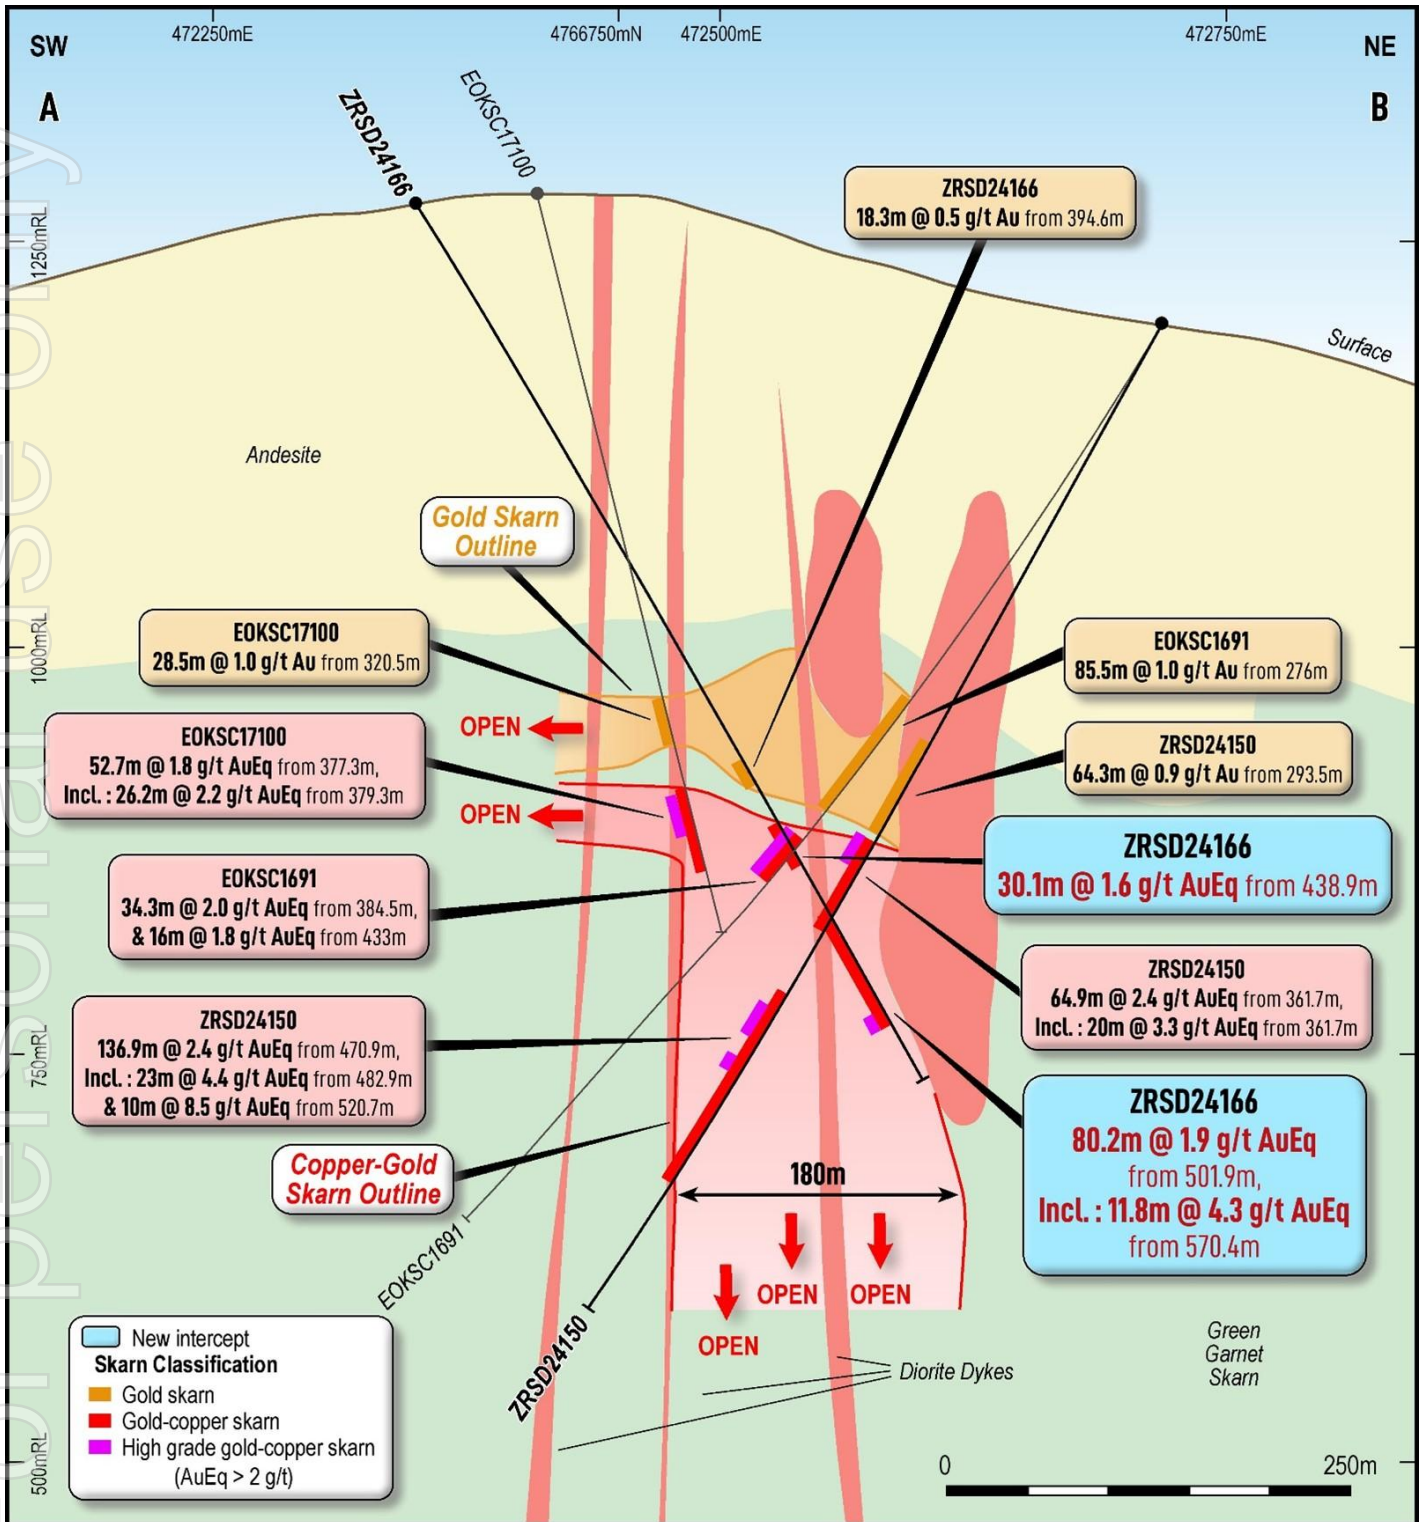 472250mE
4766750mN
472500mE
472750mE
SW
NE
A
B
ZRSD24166
EOKSC17100
ZRSD24166
18.3m @ 0.5 g/t Au from 394.6m
1250mRL
Surface
Andesite
Gold Skarn
Outline
EOKSC17100
28.5m @ 1.0 g/t Au from 320.5m
1000mRL
EOKSC1691
85.5m @ 1.0 g/t Au from 276m
OPEN
EOKSC17100
52.7m @ 1.8 g/t AuEq from 377.3m,
Incl. : 26.2m @ 2.2 g/t AuEq from 379.3m
ZRSD24150
64.3m @ 0.9 g/t Au from 293.5m
OPEN
ZRSD24166
30.1m @ 1.6 g/t AuEq from 438.9m
EOKSC1691
34.3m @ 2.0 g/t AuEq from 384.5m,
& 16m @ 1.8 g/t AuEq from 433m
ZRSD24150
64.9m @ 2.4 g/t AuEq from 361.7m,
Incl. : 20m @ 3.3 g/t AuEq from 361.7m
ZRSD24150
136.9m @ 2.4 g/t AuEq from 470.9m,
Incl. : 23m @ 4.4 g/t AuEq from 482.9m
& 10m @ 8.5 g/t AuEq from 520.7m
750mRL
ZRSD24166
80.2m @ 1.9 g/t AuEq
from 501.9m,
Incl. : 11.8m @ 4.3 g/t AuEq
from 570.4m
Copper-Gold
Skarn Outline
180m
EOKSC1691
OPEN
OPEN
OPEN
ZRSD24150
Diorite Dykes
Green
Garnet
Skarn
New intercept
Skarn Classification
Gold skarn
Gold-copper skarn
High grade gold-copper skarn
(AuEq > 2 g/t)
500mRL
0
250m
or personal use only